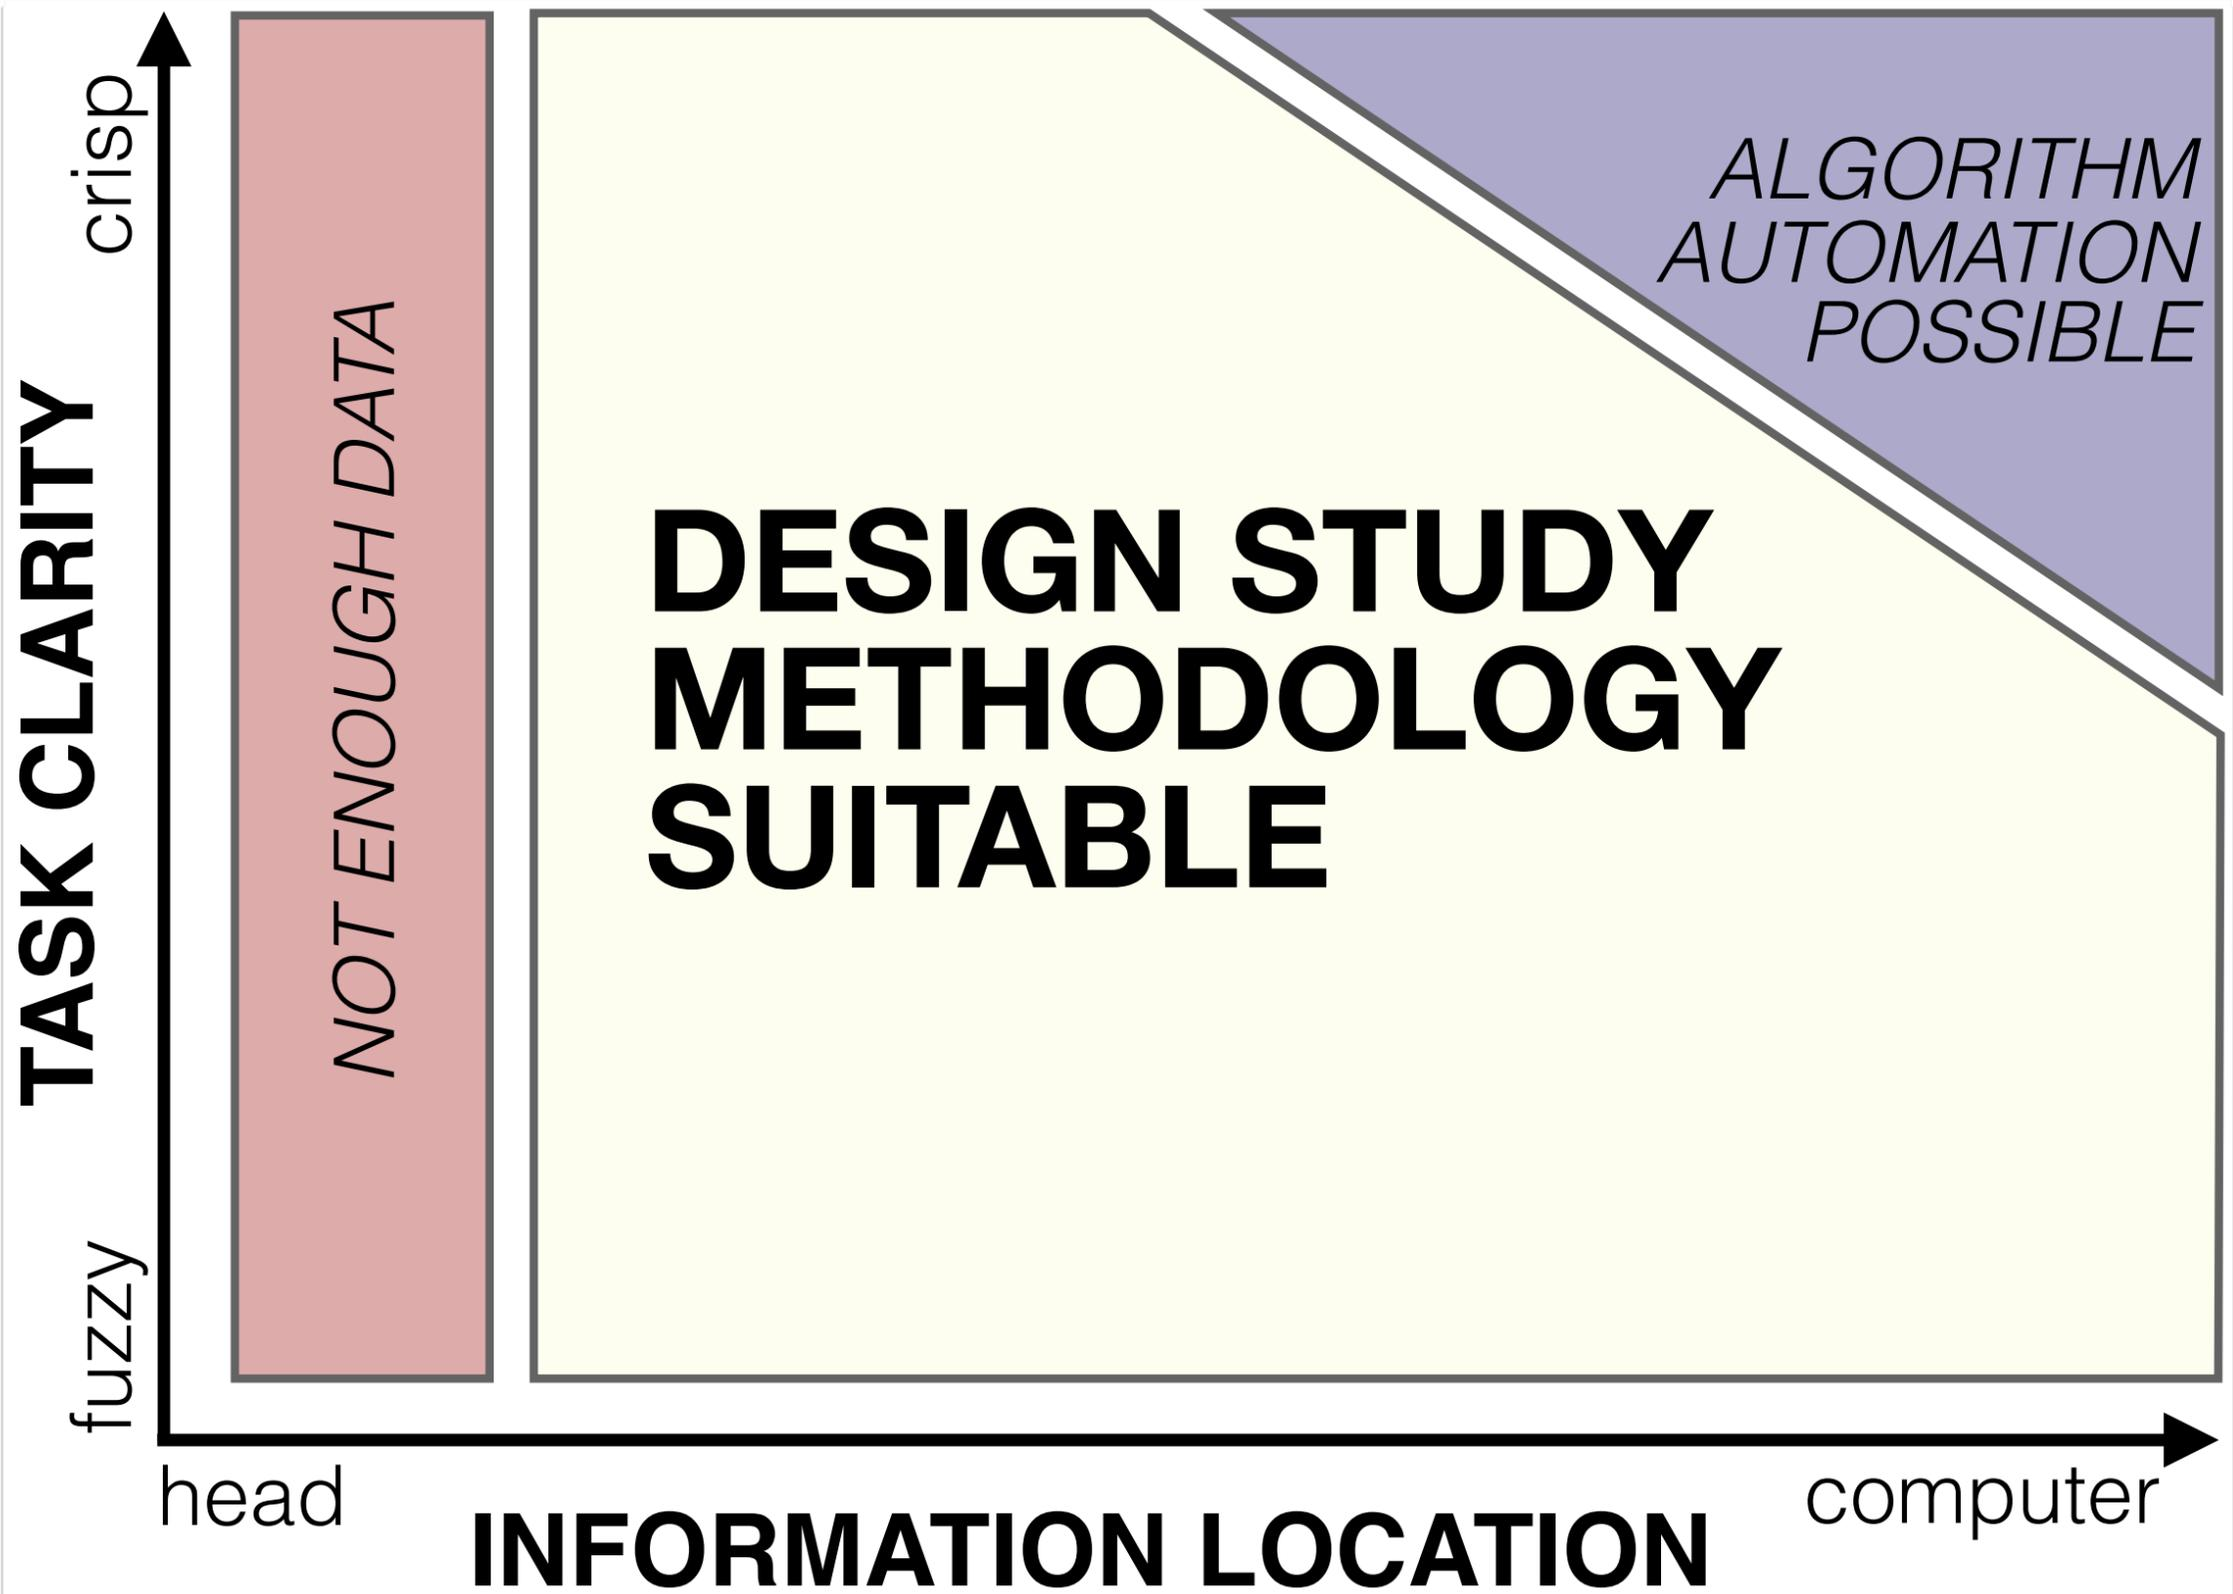 TASK CLARITY
crisp
fuzzy
NOT ENOUGH DATA
DESIGN STUDY
METHODOLOGY
SUITABLE
ALGORITHM
AUTOMATION
POSSIBLE
head
computer
INFORMATION LOCATION